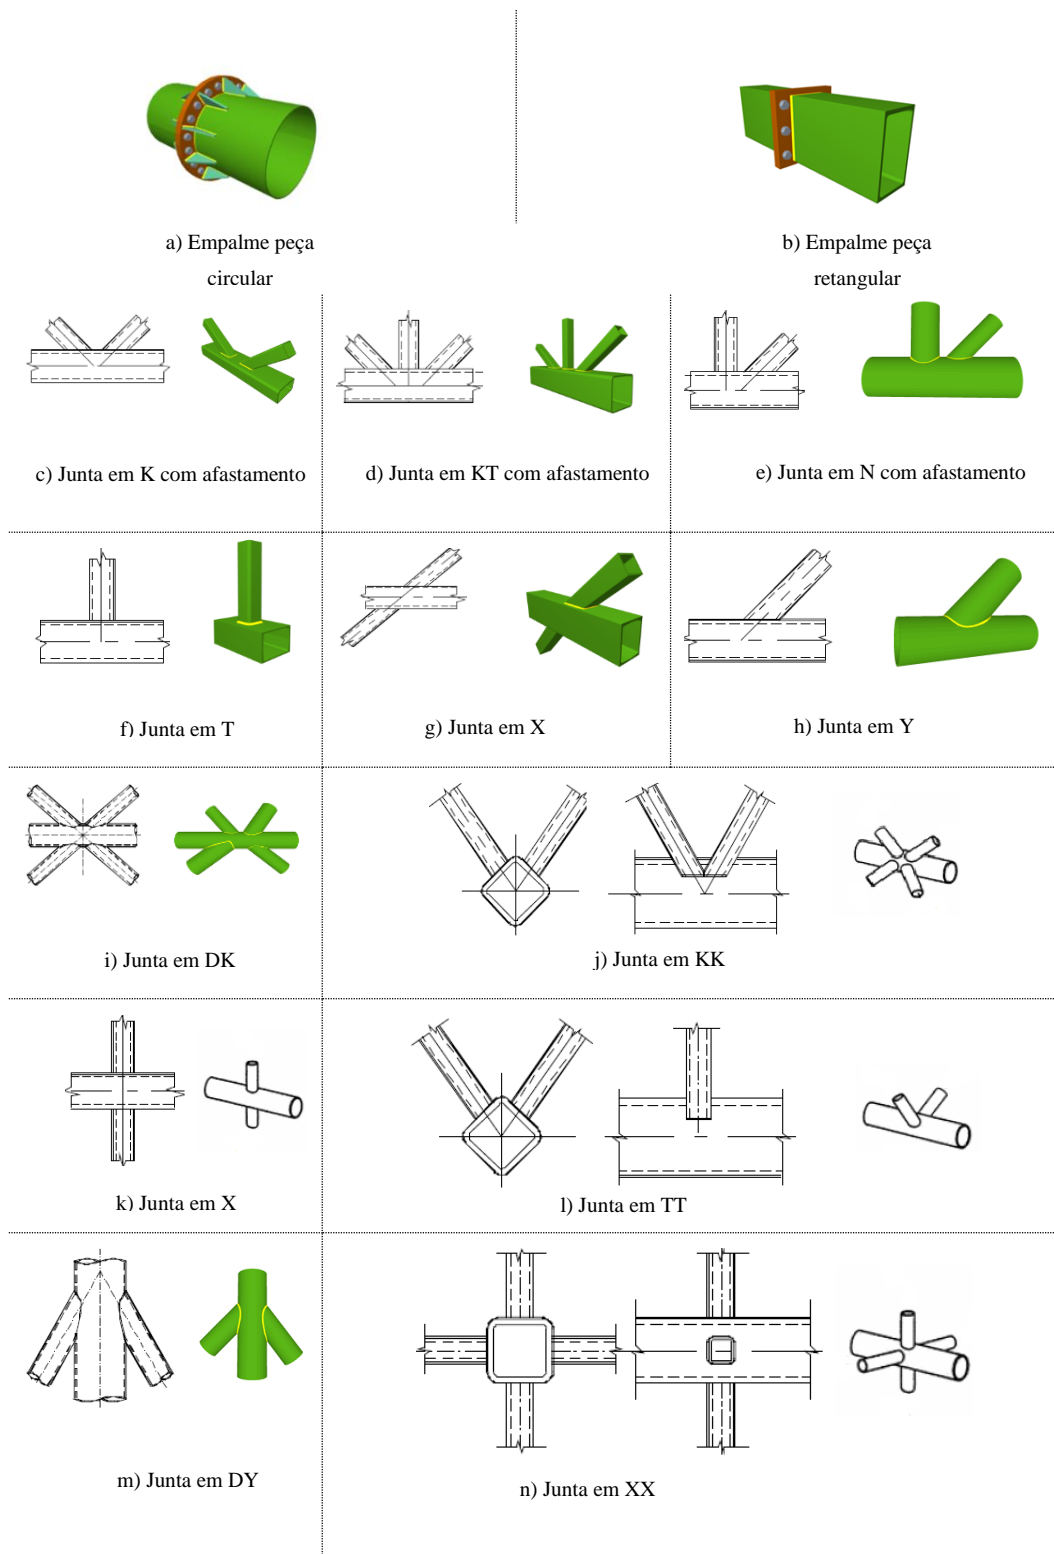 a) Empalme peça
circular
b) Empalme peça
retangular
c) Junta em K com afastamento
d) Junta em KT com afastamento
e) Junta em N com afastamento
f) Junta em T
g) Junta em X
h) Junta em Y
i) Junta em DK
j) Junta em KK
k) Junta em X
l) Junta em TT
m) Junta em DY
n) Junta em XX